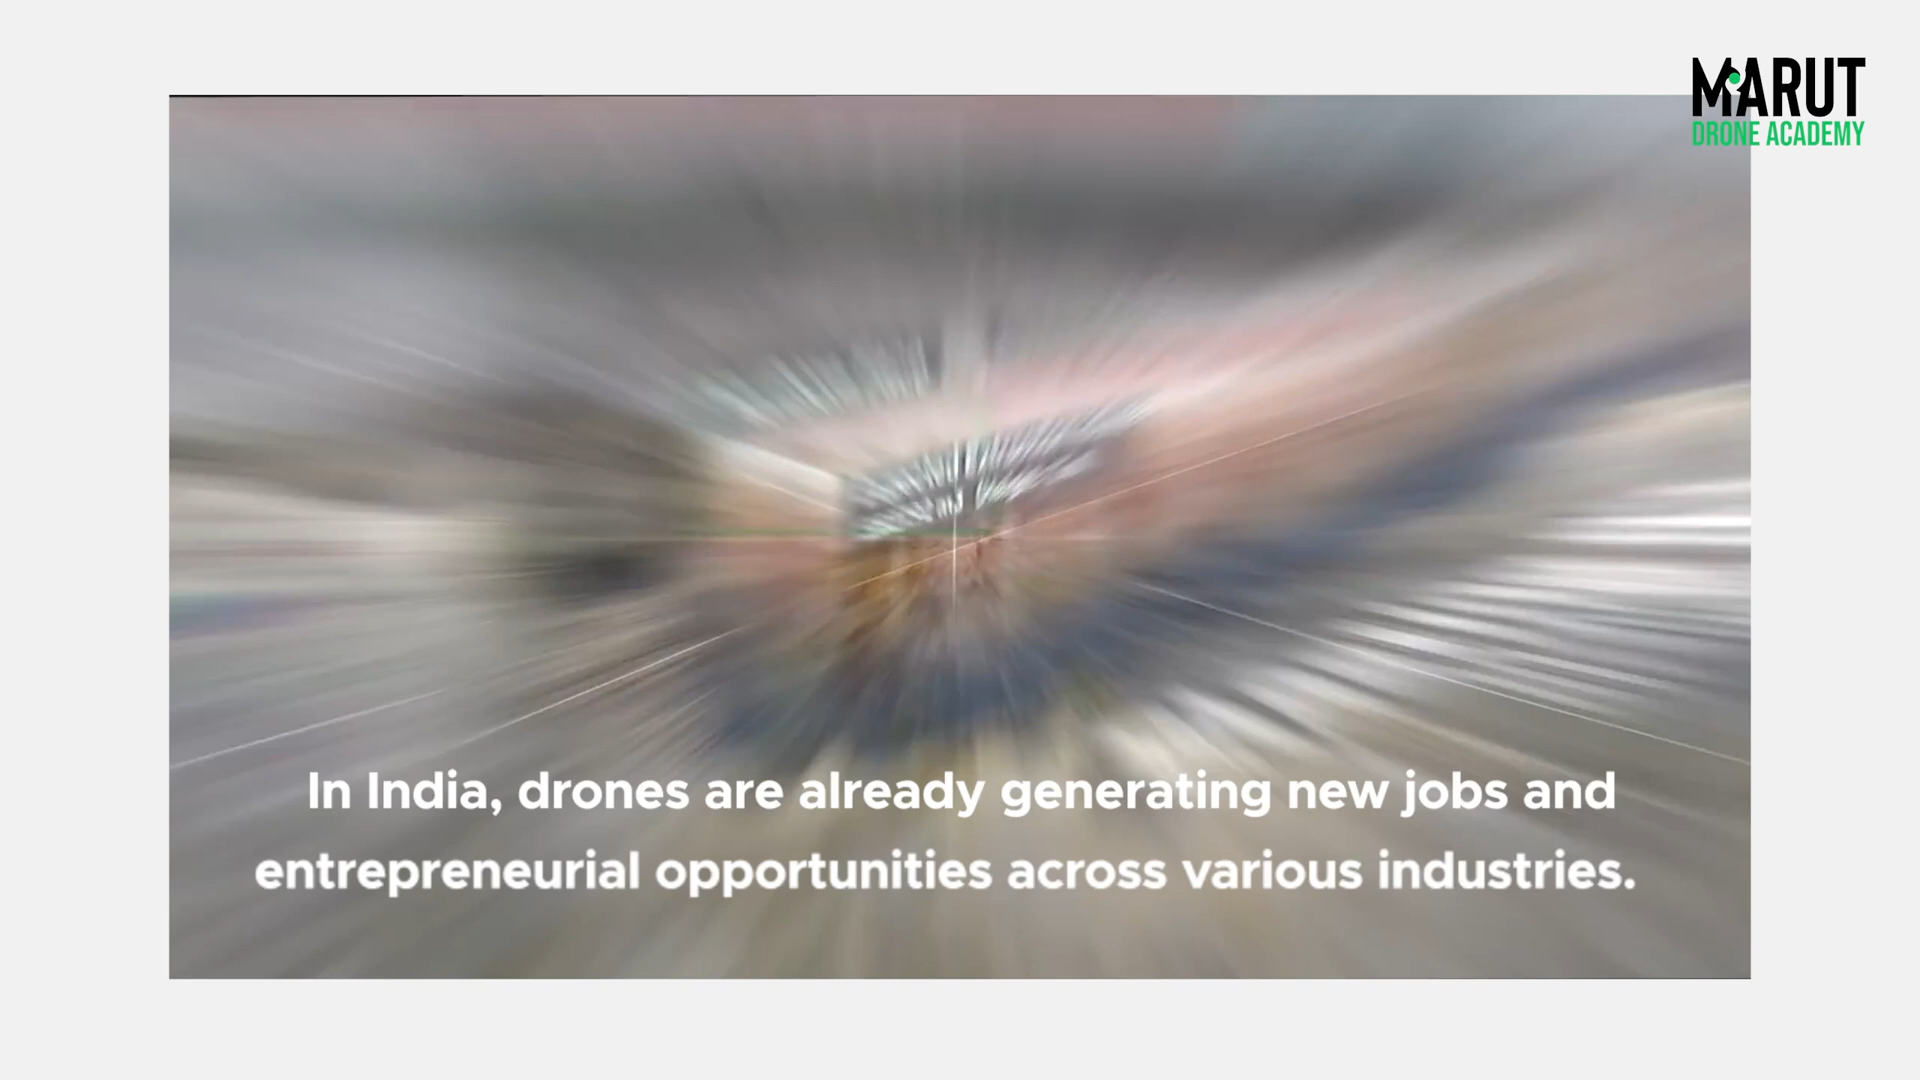 MARUT
DRONE ACADEMY
In India, drones are already generating new jobs and
entrepreneurial opportunities across various industries.